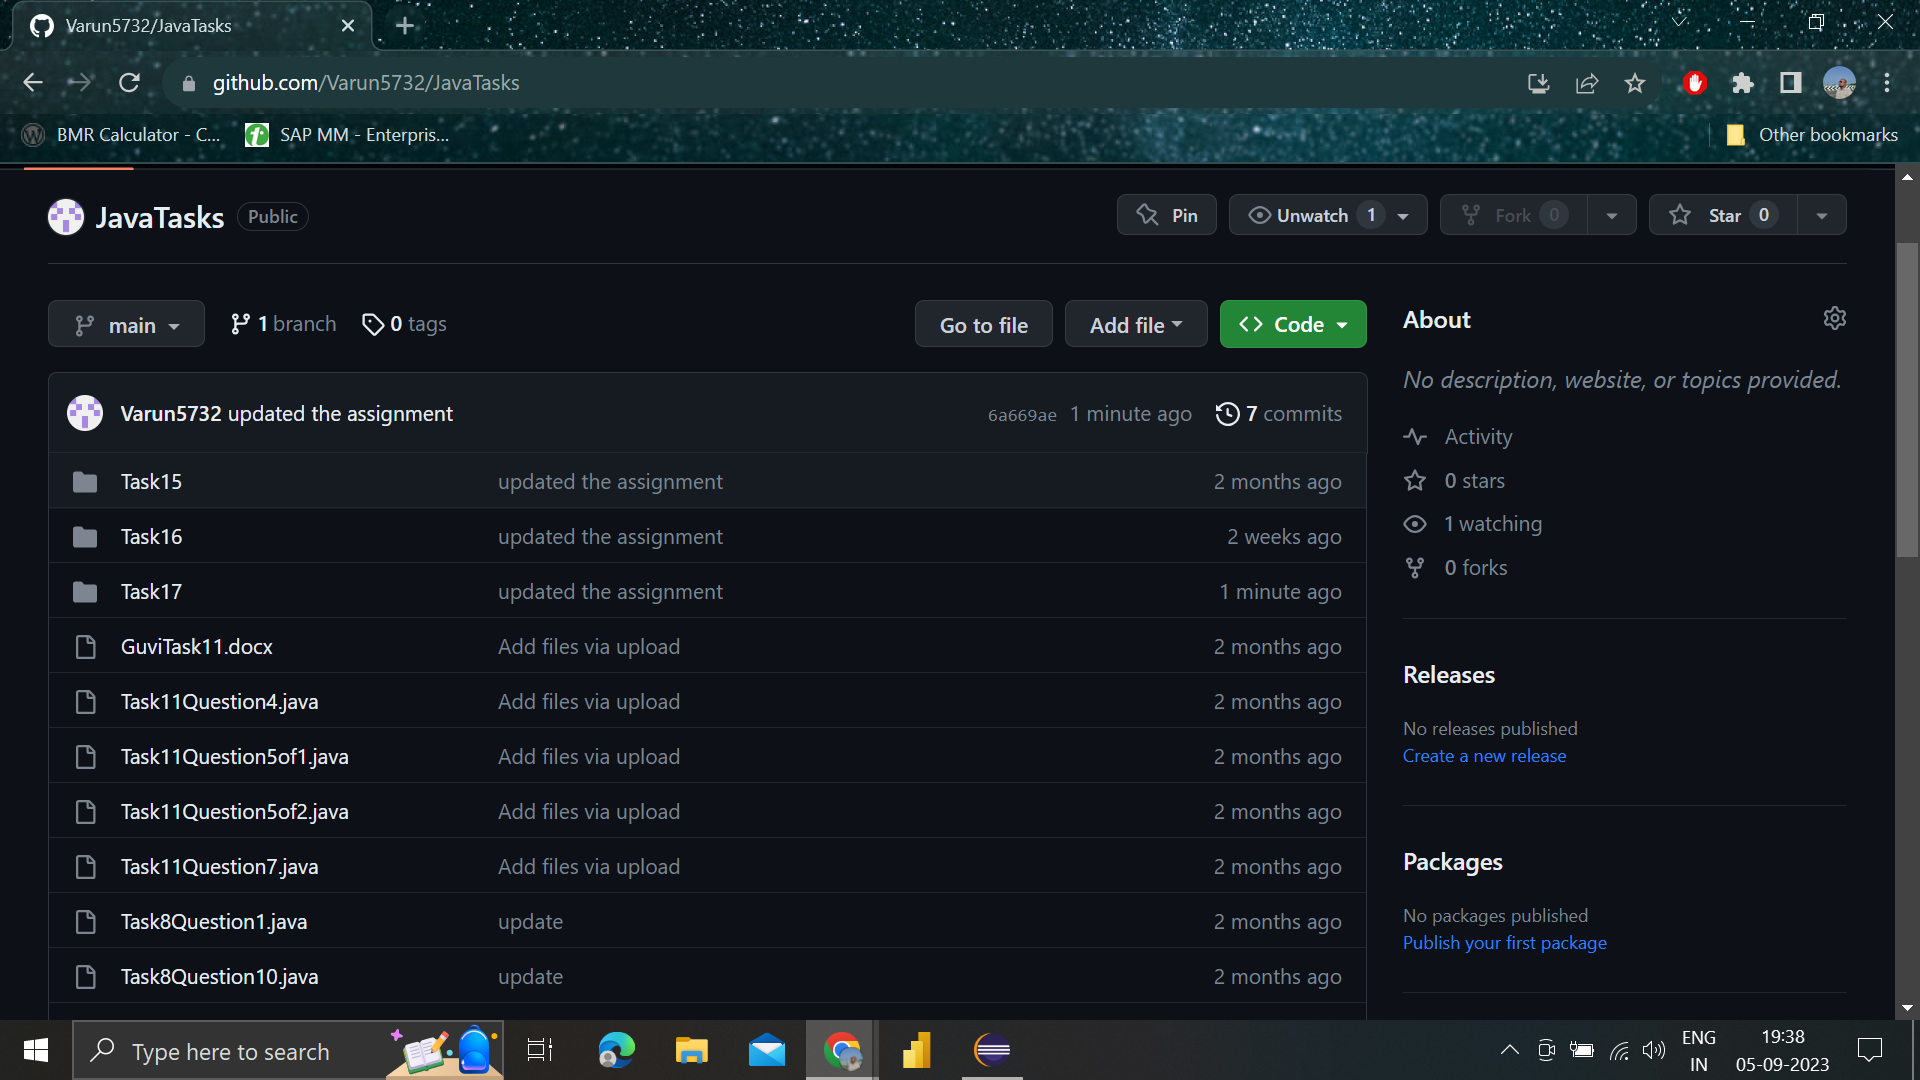 Varun5732/JavaTasks
github.com/Varun5732/JavaTasks
BMR Calculator - C... SAP MM - Enterpris... Other bookmarks
JavaTasks Public Pin Unwatch 1 Fork 0 Star 0
main 1 branch 0 tags Go to file Add file Code
Varun5732 updated the assignment 6a669ae 1 minute ago 7 commits
Task15 updated the assignment 2 months ago
Task16 updated the assignment 2 weeks ago
Task17 updated the assignment 1 minute ago
GuviTask11.docx Add files via upload 2 months ago
Task11Question4.java Add files via upload 2 months ago
Task11Question5of1.java Add files via upload 2 months ago
Task11Question5of2.java Add files via upload 2 months ago
Task11Question7.java Add files via upload 2 months ago
Task8Question1.java update 2 months ago
Task8Question10.java update 2 months ago
About
No description, website, or topics provided.
Activity
0 stars
1 watching
0 forks
Releases
No releases published
Create a new release
Packages
No packages published
Publish your first package
Type here to search
ENG
IN
19:38
05-09-2023